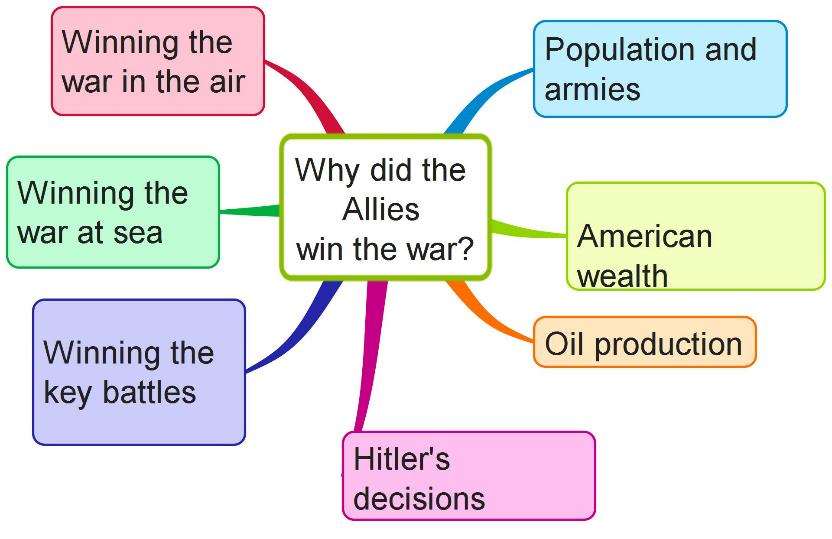 Winning the
war in the air
Population and
armies
Why did the
Allies
win the war?
Winning the
war at sea
American
wealth
Oil production
Winning the
key battles
Hitler's
decisions